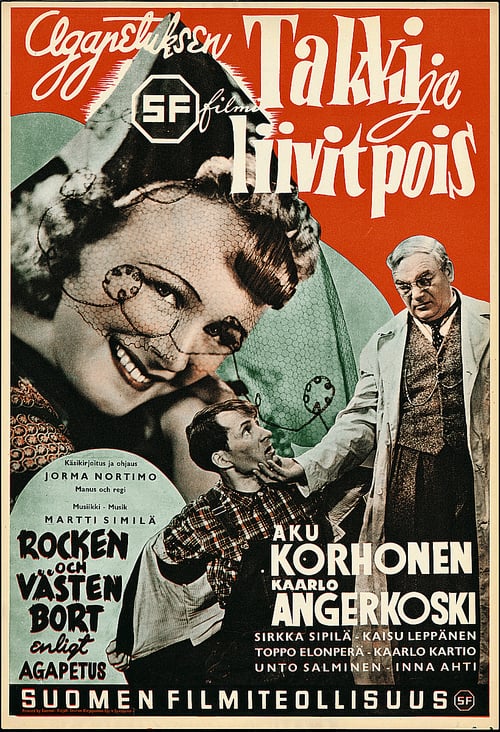 Agapetuksen
SF filmi
Takki ja
liivit pois
Käsikirjoitus ja ohjaus
JORMA NORTIMO
Manus och regi
Musiikki - Musik
MARTTI SIMILÄ
ROCKEN
OCH
VÄSTEN
BORT
enligt
AGAPETUS
AKU
KORHONEN
KAARLO
ANGERKOSKI
SIRKKA SIPILÄ - KAISU LEPPÄNEN
TOPPO ELONPERÄ - KAARLO KARTIO
UNTO SALMINEN - INNA AHTI
SUOMEN FILMITEOLLISUUS SF